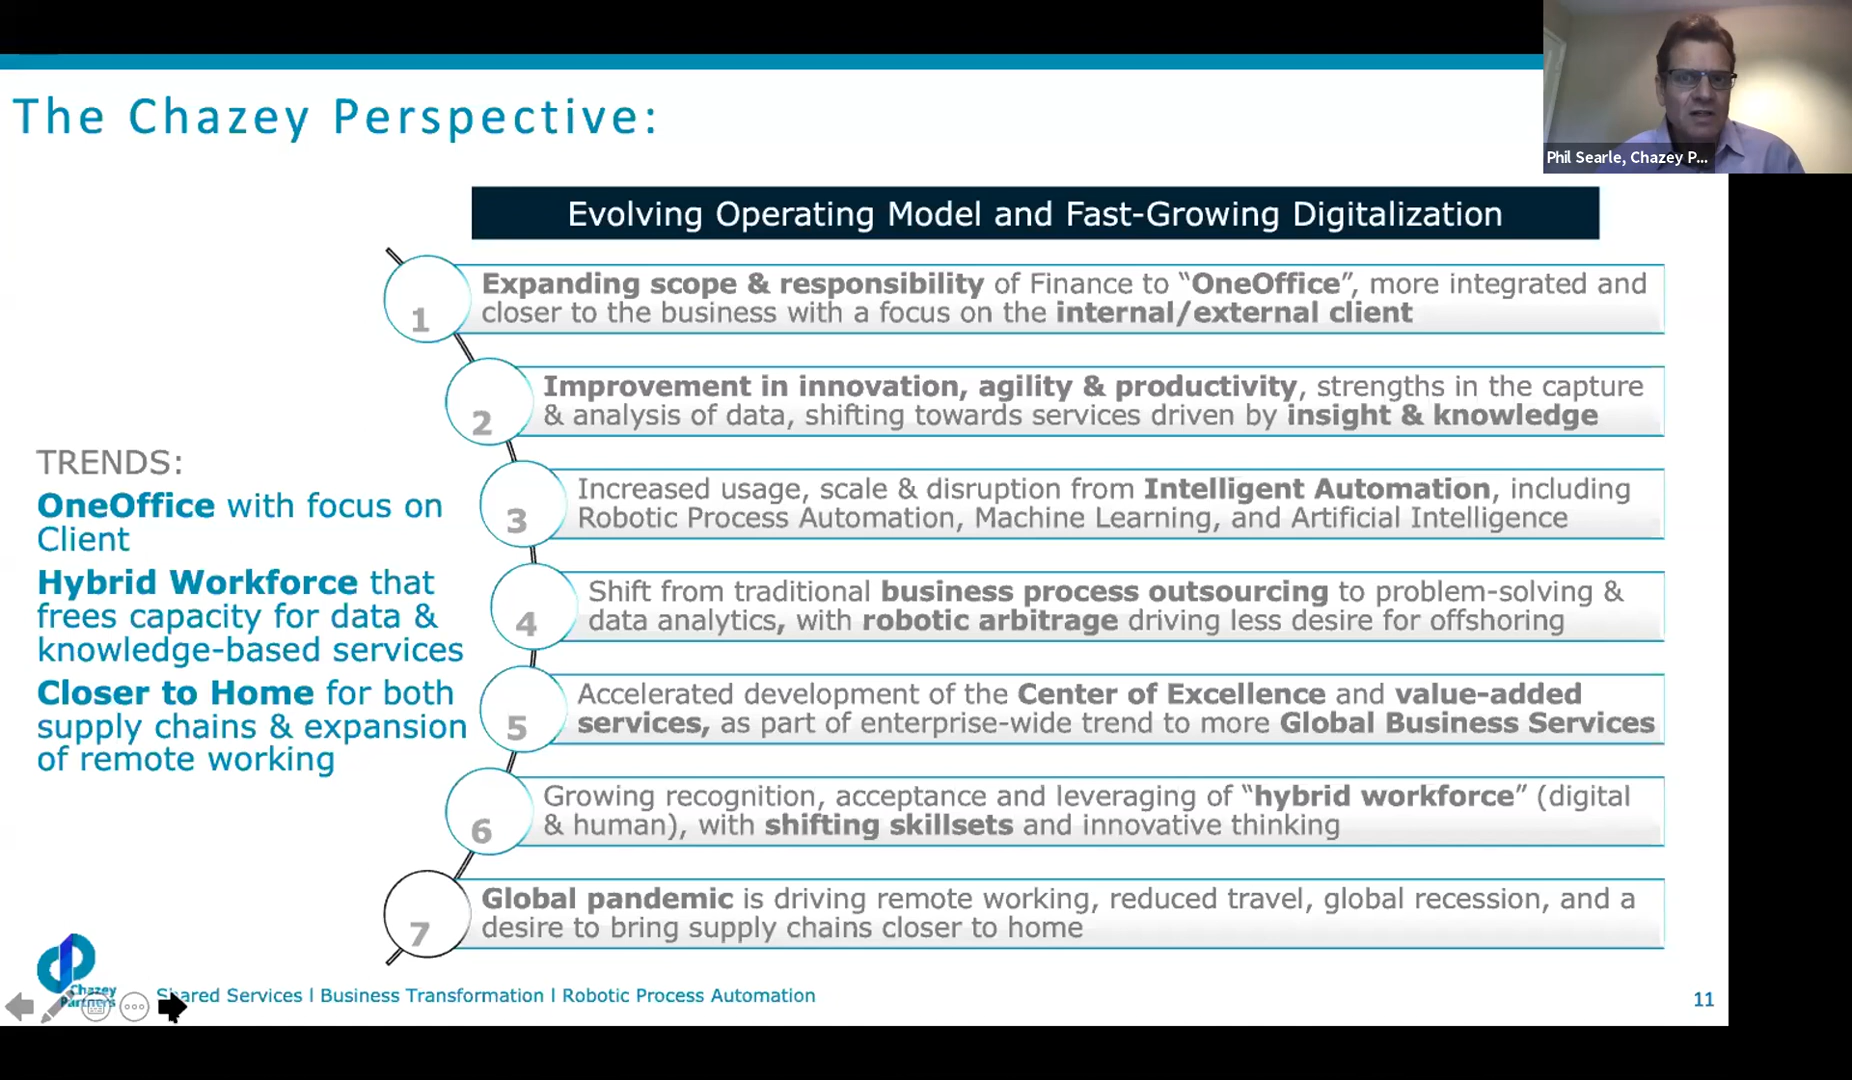 The Chazey Perspective:
Phil Searle, Chazey P...
Evolving Operating Model and Fast-Growing Digitalization
1
Expanding scope & responsibility of Finance to “OneOffice”, more integrated and
closer to the business with a focus on the internal/external client
2
Improvement in innovation, agility & productivity, strengths in the capture
& analysis of data, shifting towards services driven by insight & knowledge
3
Increased usage, scale & disruption from Intelligent Automation, including
Robotic Process Automation, Machine Learning, and Artificial Intelligence
4
Shift from traditional business process outsourcing to problem-solving &
data analytics, with robotic arbitrage driving less desire for offshoring
5
Accelerated development of the Center of Excellence and value-added
services, as part of enterprise-wide trend to more Global Business Services
6
Growing recognition, acceptance and leveraging of “hybrid workforce” (digital
& human), with shifting skillsets and innovative thinking
7
Global pandemic is driving remote working, reduced travel, global recession, and a
desire to bring supply chains closer to home
TRENDS:
OneOffice with focus on
Client
Hybrid Workforce that
frees capacity for data &
knowledge-based services
Closer to Home for both
supply chains & expansion
of remote working
Chazey
Partners
Shared Services l Business Transformation l Robotic Process Automation
11